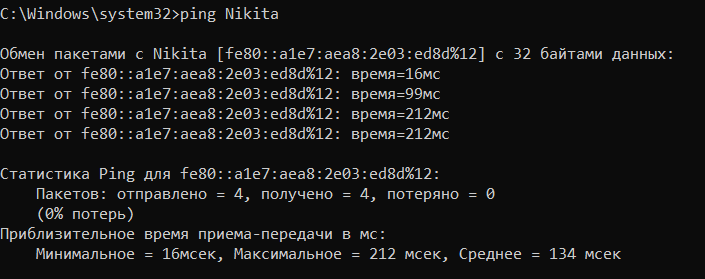 C:\Windows\system32>ping Nikita
Обмен пакетами с Nikita [fe80::a1e7:aea8:2e03:ed8d%12] с 32 байтами данных:
Ответ от fe80::a1e7:aea8:2e03:ed8d%12: время=16мс
Ответ от fe80::a1e7:aea8:2e03:ed8d%12: время=99мс
Ответ от fe80::a1e7:aea8:2e03:ed8d%12: время=212мс
Ответ от fe80::a1e7:aea8:2e03:ed8d%12: время=212мс
Статистика Ping для fe80::a1e7:aea8:2e03:ed8d%12:
Пакетов: отправлено = 4, получено = 4, потеряно = 0
(0% потерь)
Приблизительное время приема-передачи в мс:
Минимальное = 16мсек, Максимальное = 212 мсек, Среднее = 134 мсек